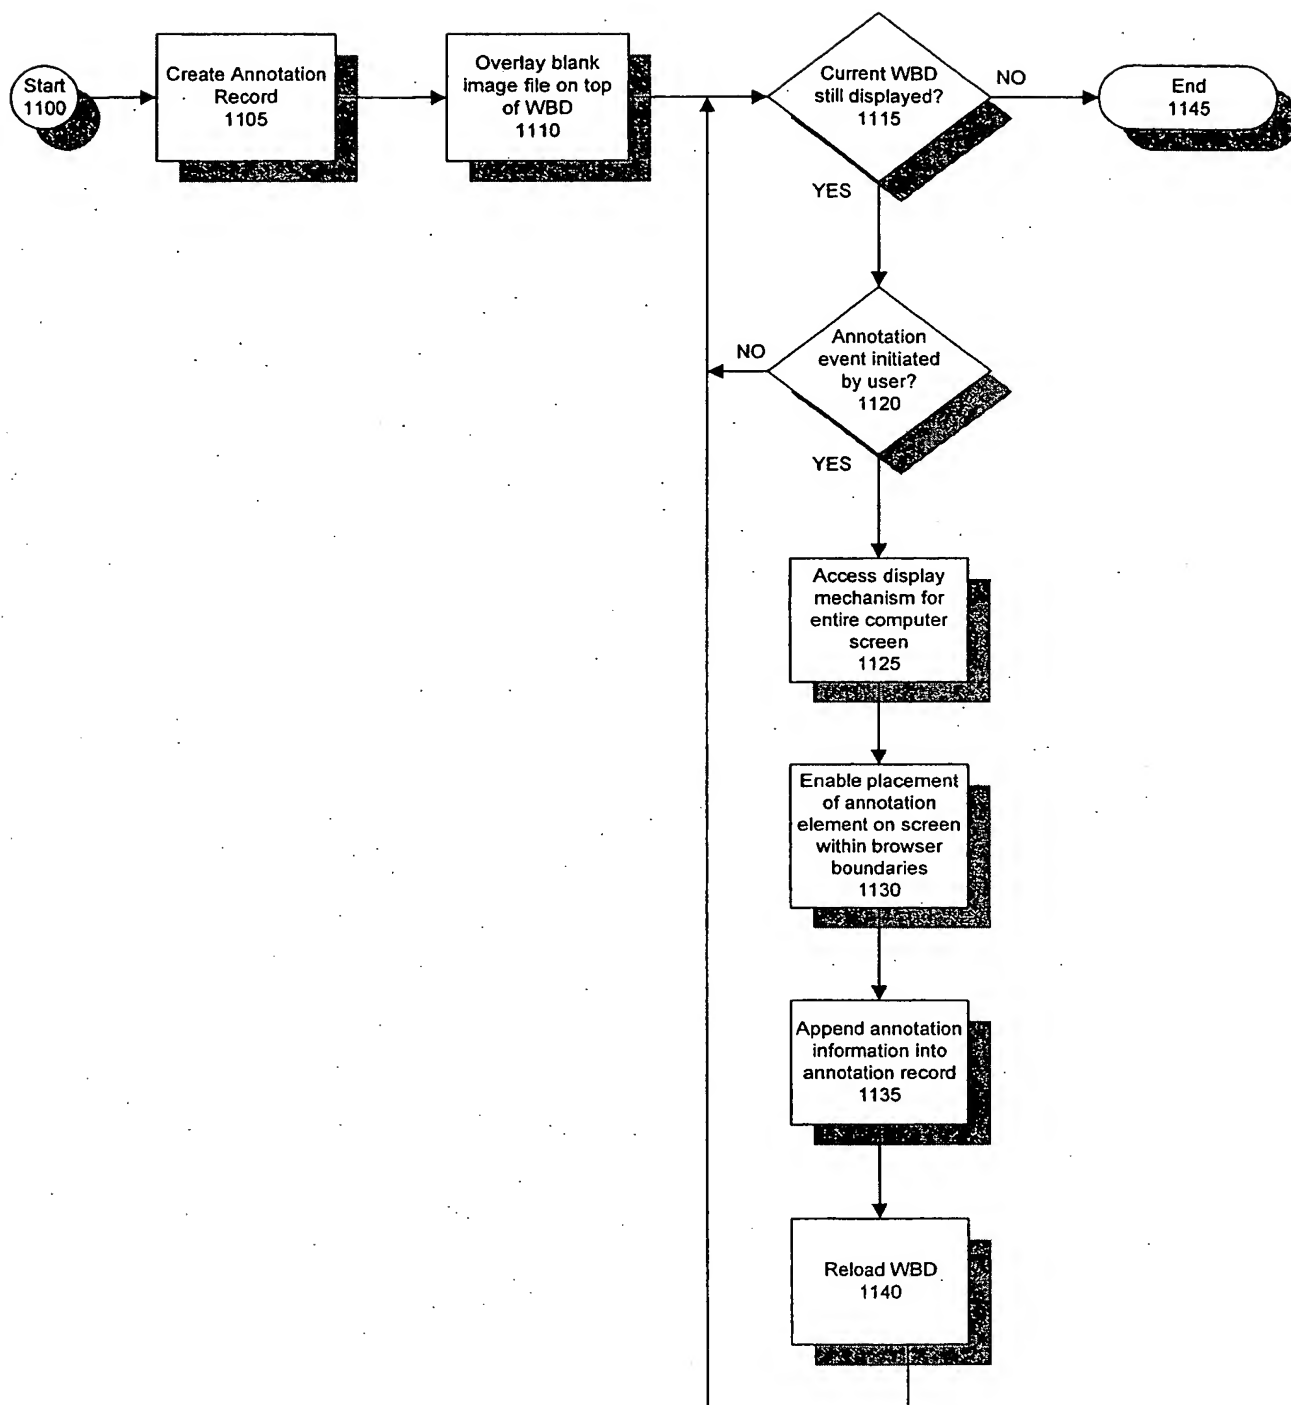 Start
1100
Create Annotation
Record
1105
Overlay blank
image file on top
of WBD
1110
Current WBD
still displayed?
1115
NO
End
1145
YES
Annotation
event initiated
by user?
1120
NO
YES
Access display
mechanism for
entire computer
screen
1125
Enable placement
of annotation
element on screen
within browser
boundaries
1130
Append annotation
information into
annotation record
1135
Reload WBD
1140